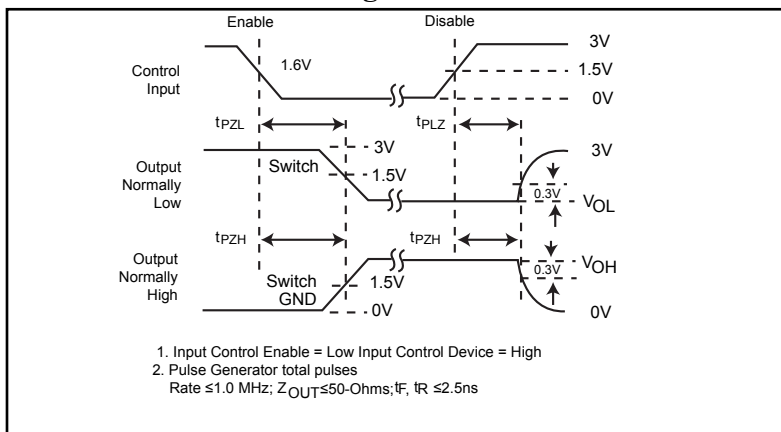 Enable Disable
3V
1.6V
Control
Input
1.5V
0V
tPZL tPLZ
3V 3V
Output
Normally
Low
Switch
1.5V
0.3V
VOL
tPZH tPZH
Output
Normally
High
VOH
0.3V
Switch
GND
1.5V
0V 0V
1. Input Control Enable = Low Input Control Device = High
2. Pulse Generator total pulses
Rate ≤1.0 MHz; ZOUT≤50-Ohms;tF, tR ≤2.5ns